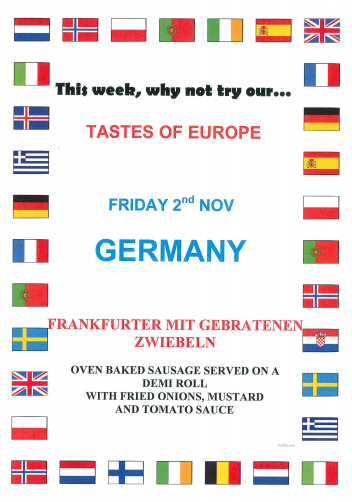 This week, why not try our...
TASTES OF EUROPE
FRIDAY 2nd NOV
GERMANY
FRANKFURTER MIT GEBRATENEN
ZWIEBELN
OVEN BAKED SAUSAGE SERVED ON A
DEMI ROLL
WITH FRIED ONIONS, MUSTARD
AND TOMATO SAUCE